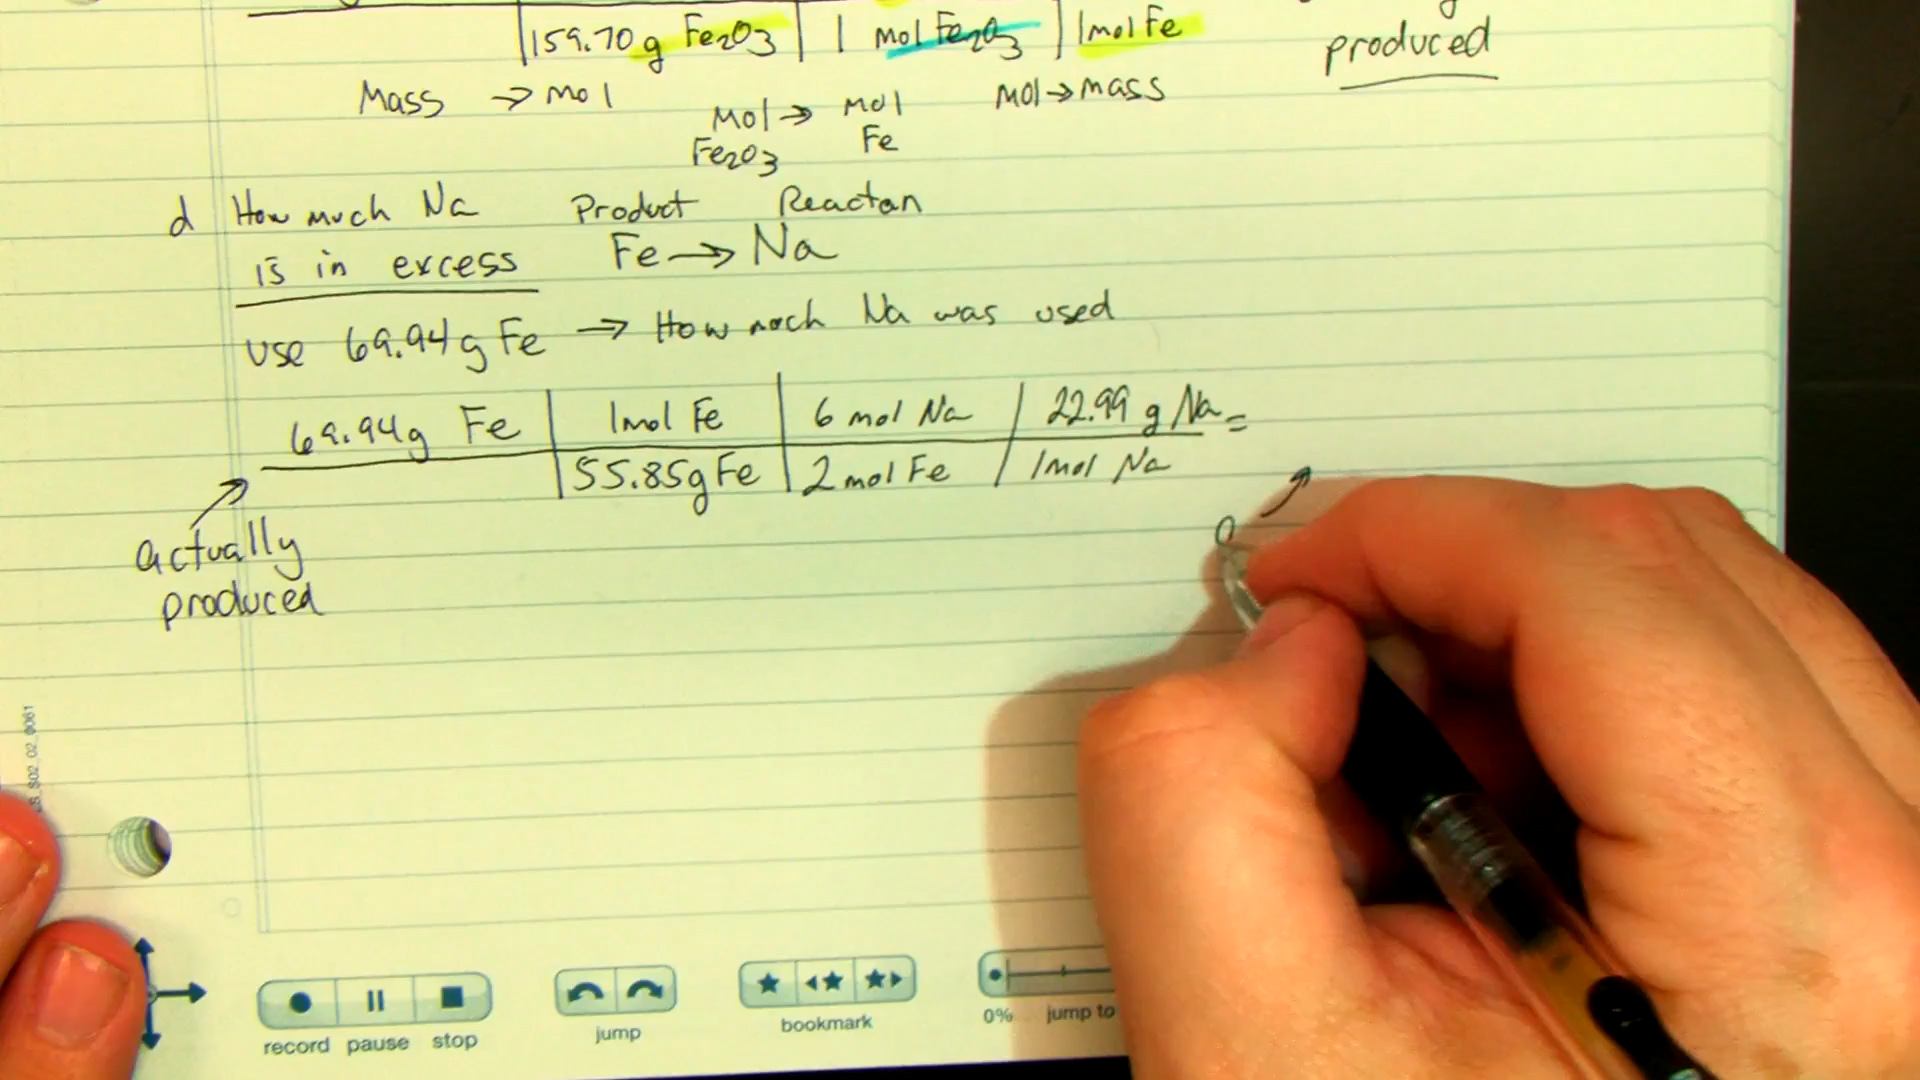 159.70 g Fe₂O₃ | 1 mol Fe₂O₃ | 1mol Fe
produced
Mass → mol
Mol → mol
Fe₂O₃ Fe
mol → mass
d How much Na
is in excess
Product Reactan
Fe → Na
use 69.94g Fe → How much Na was used
69.94g Fe | 1mol Fe | 6 mol Na | 22.99 g Na =
55.85g Fe | 2 mol Fe | 1mol Na
actually
produced
record pause stop
jump
bookmark
0% jump to